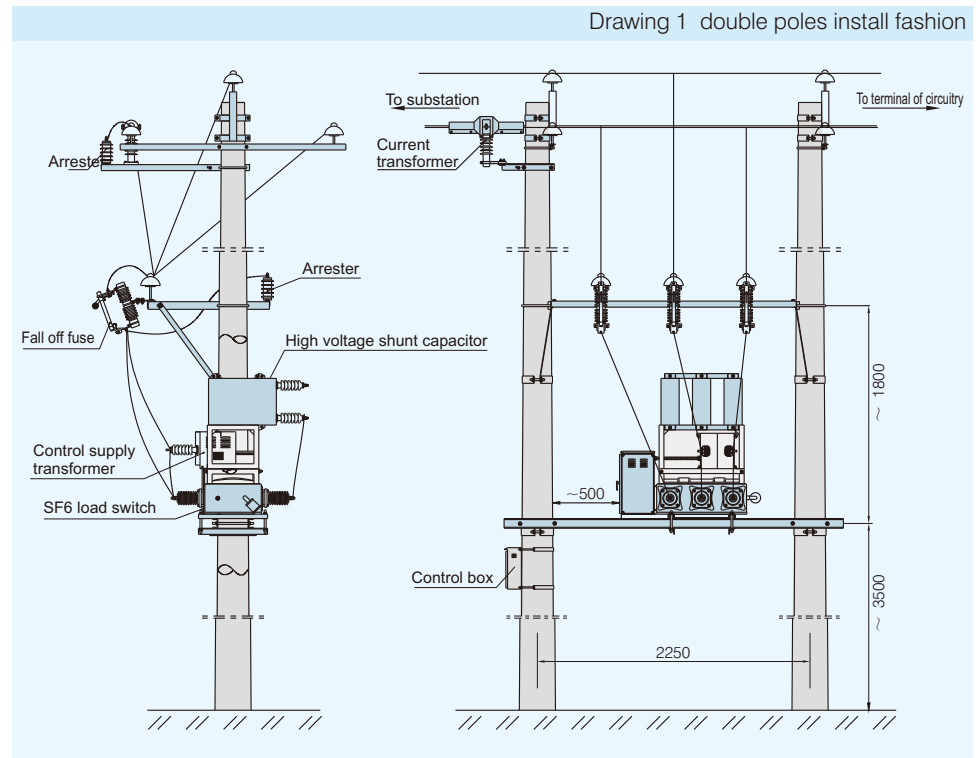 Drawing 1 double poles install fashion
To substation
To terminal of circuitry
Current
transformer
Arreste
Arrester
Fall off fuse
High voltage shunt capacitor
~ 1800
Control supply
transformer
~500
SF6 load switch
Control box
~ 3500
2250